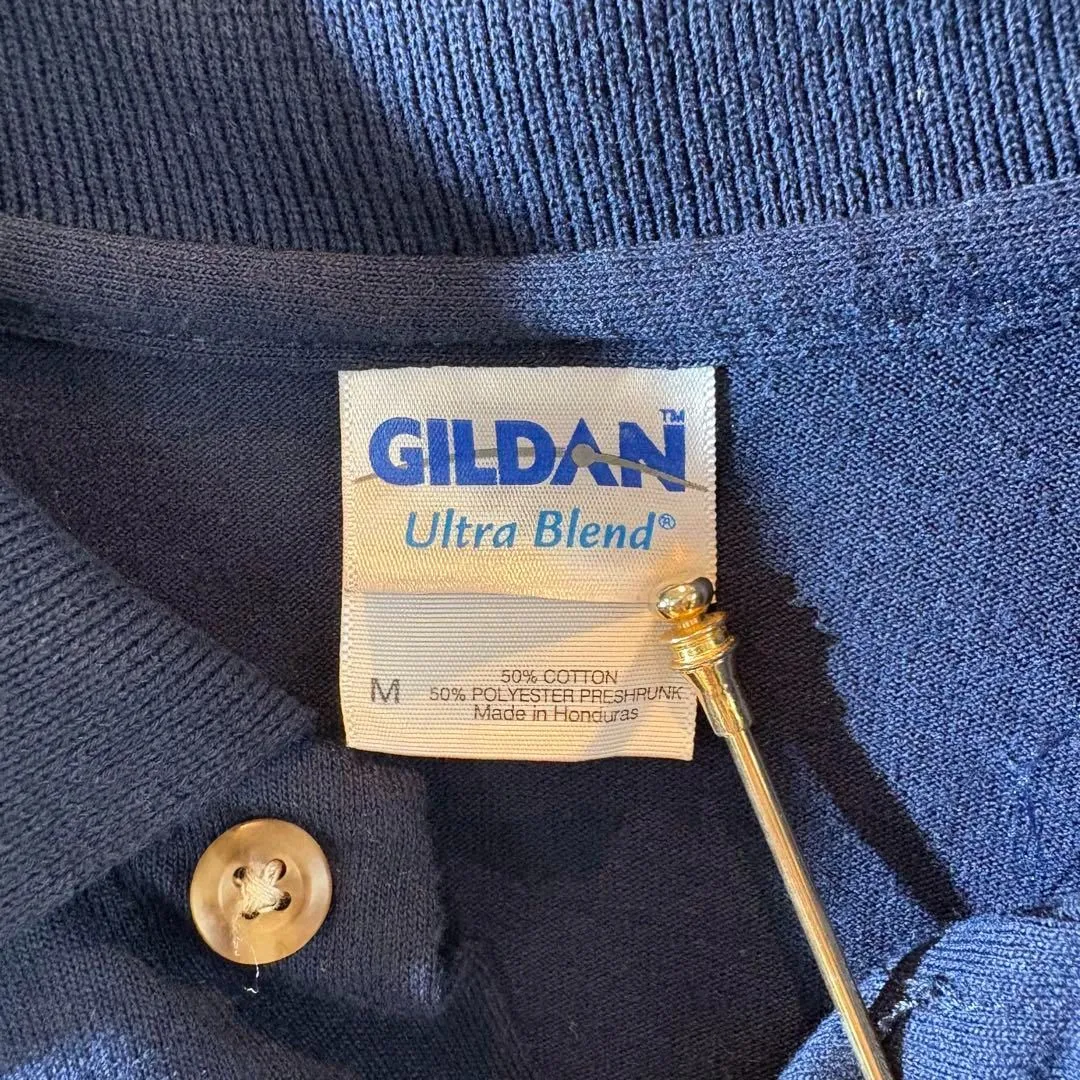 GILDAN™
Ultra Blend®
50% COTTON
M 50% POLYESTER PRESHRUNK
Made in Honduras